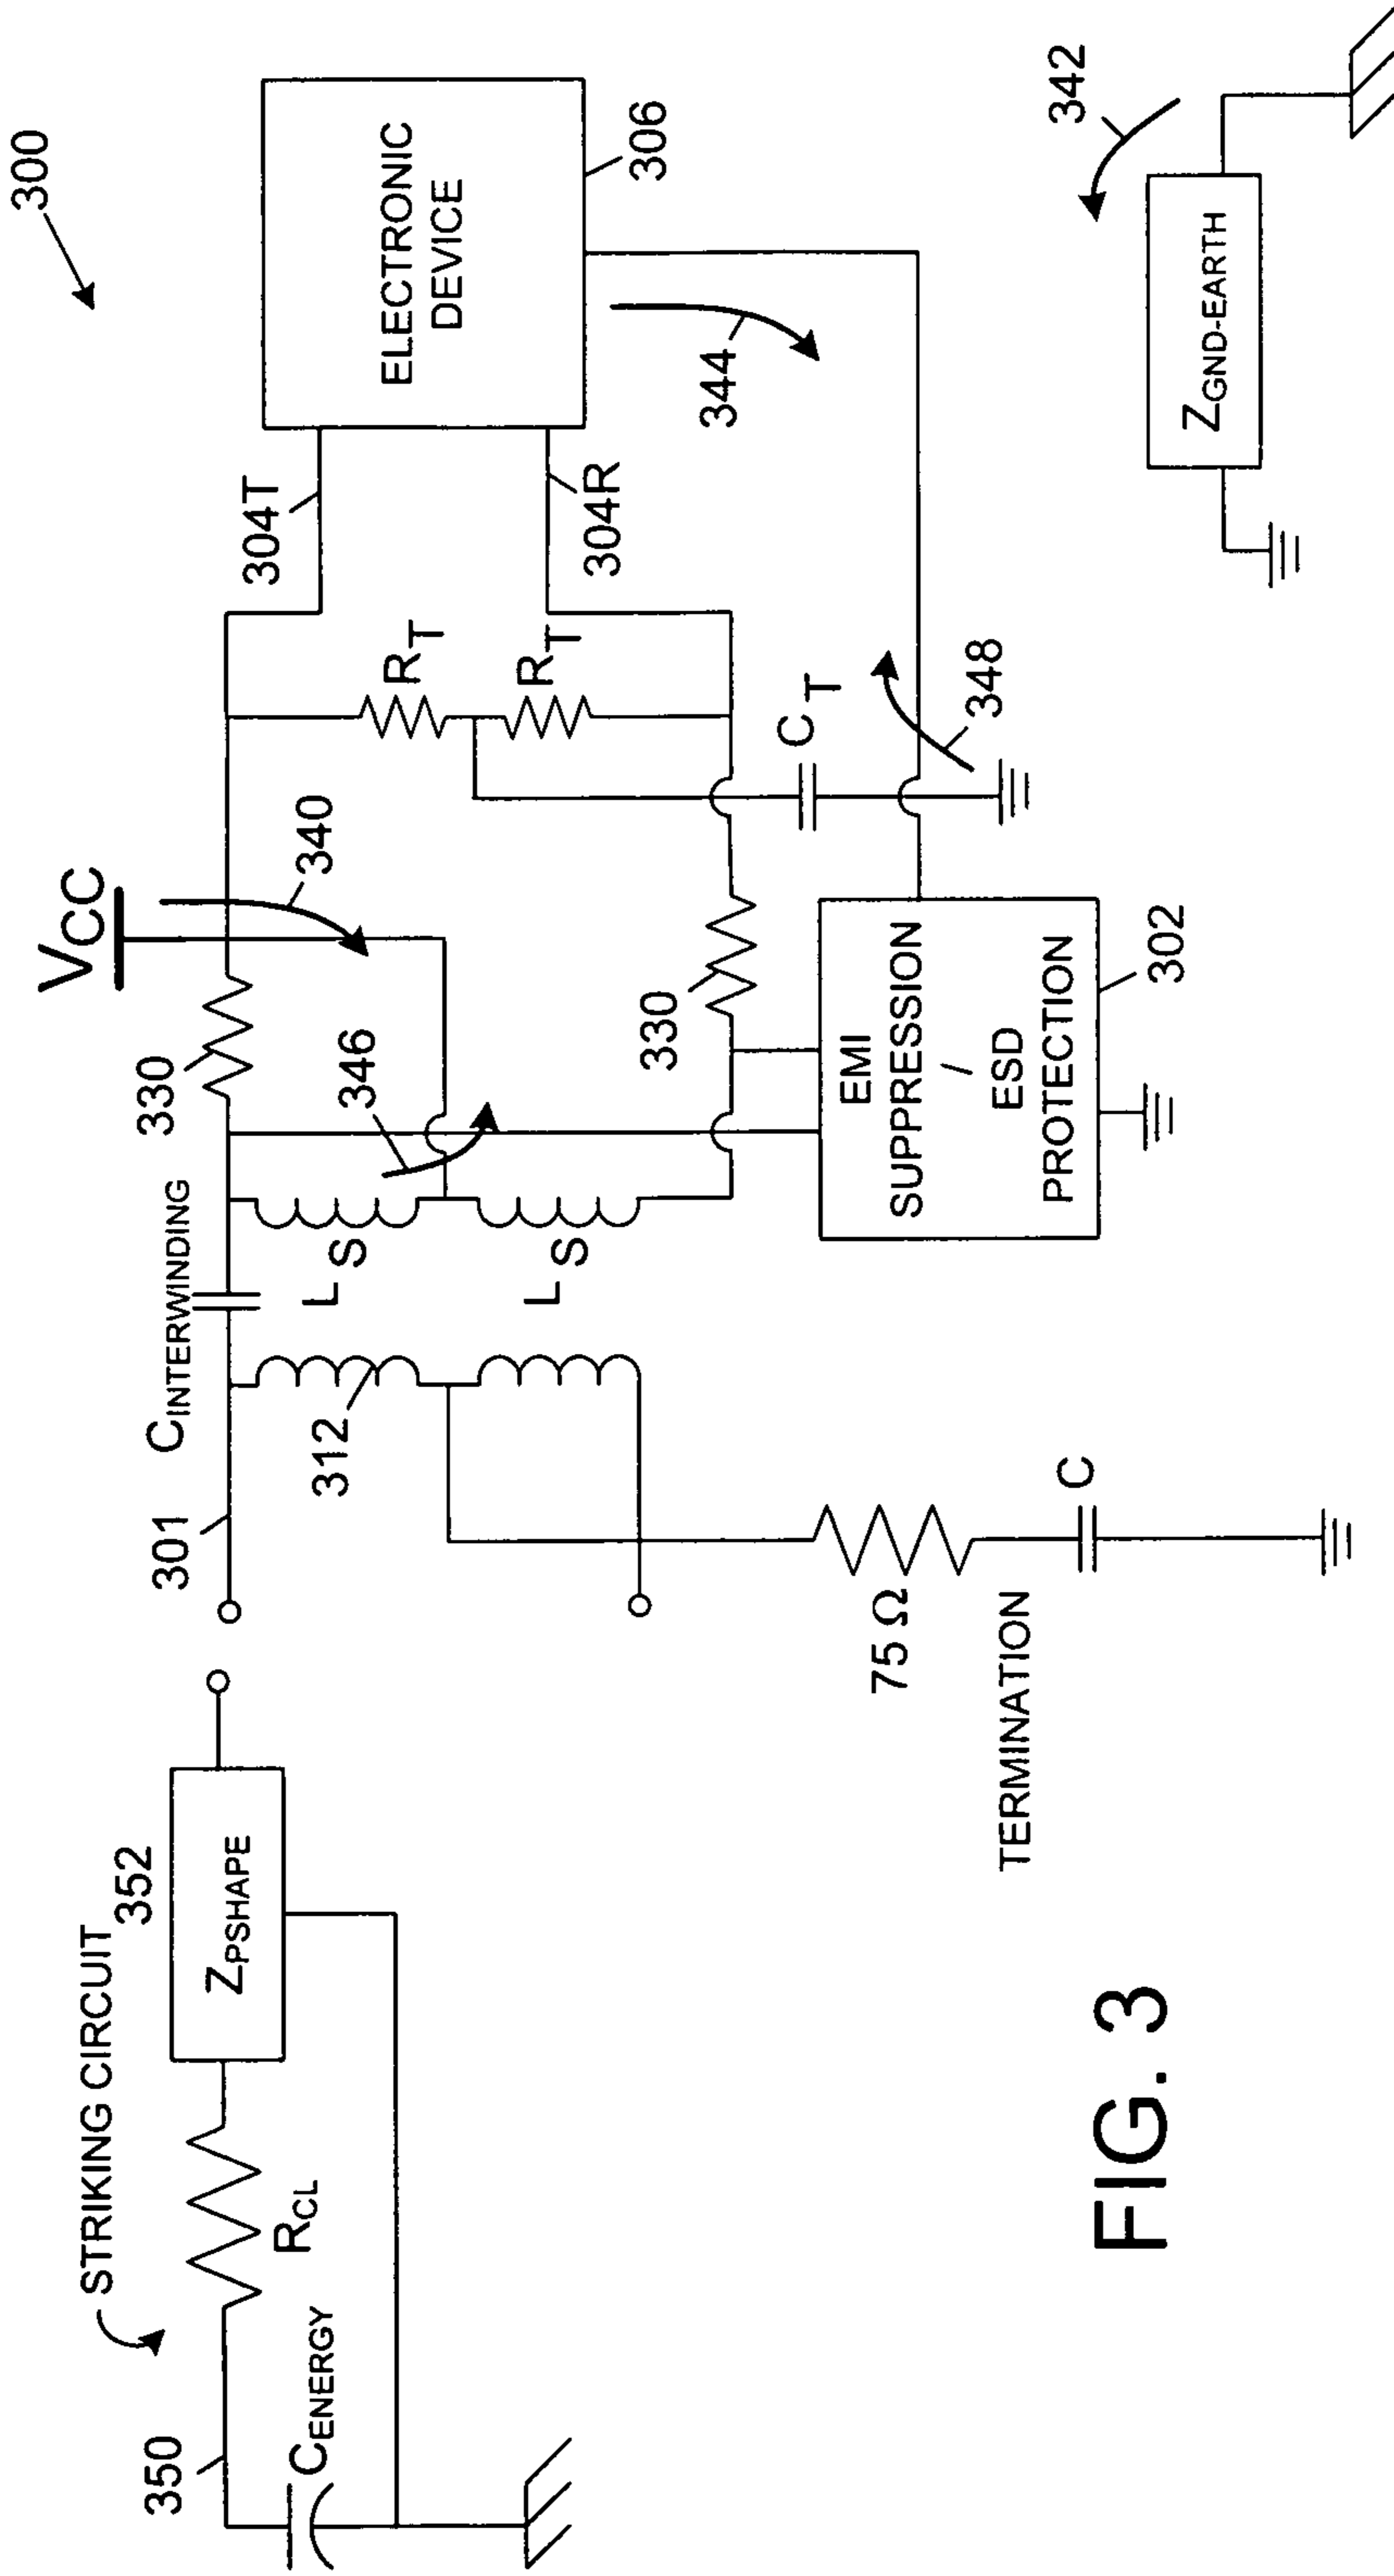 300
STRIKING CIRCUIT
350
352
CENERGY
RCL
ZPSHAPE
301
CINTERWINDING
312
LS
LS
330
VCC
340
346
330
RT
RT
CT
304T
304R
ELECTRONIC
DEVICE
306
344
348
EMI
SUPPRESSION
/
ESD
PROTECTION
302
75 Ω
TERMINATION
C
342
ZGND-EARTH
FIG. 3